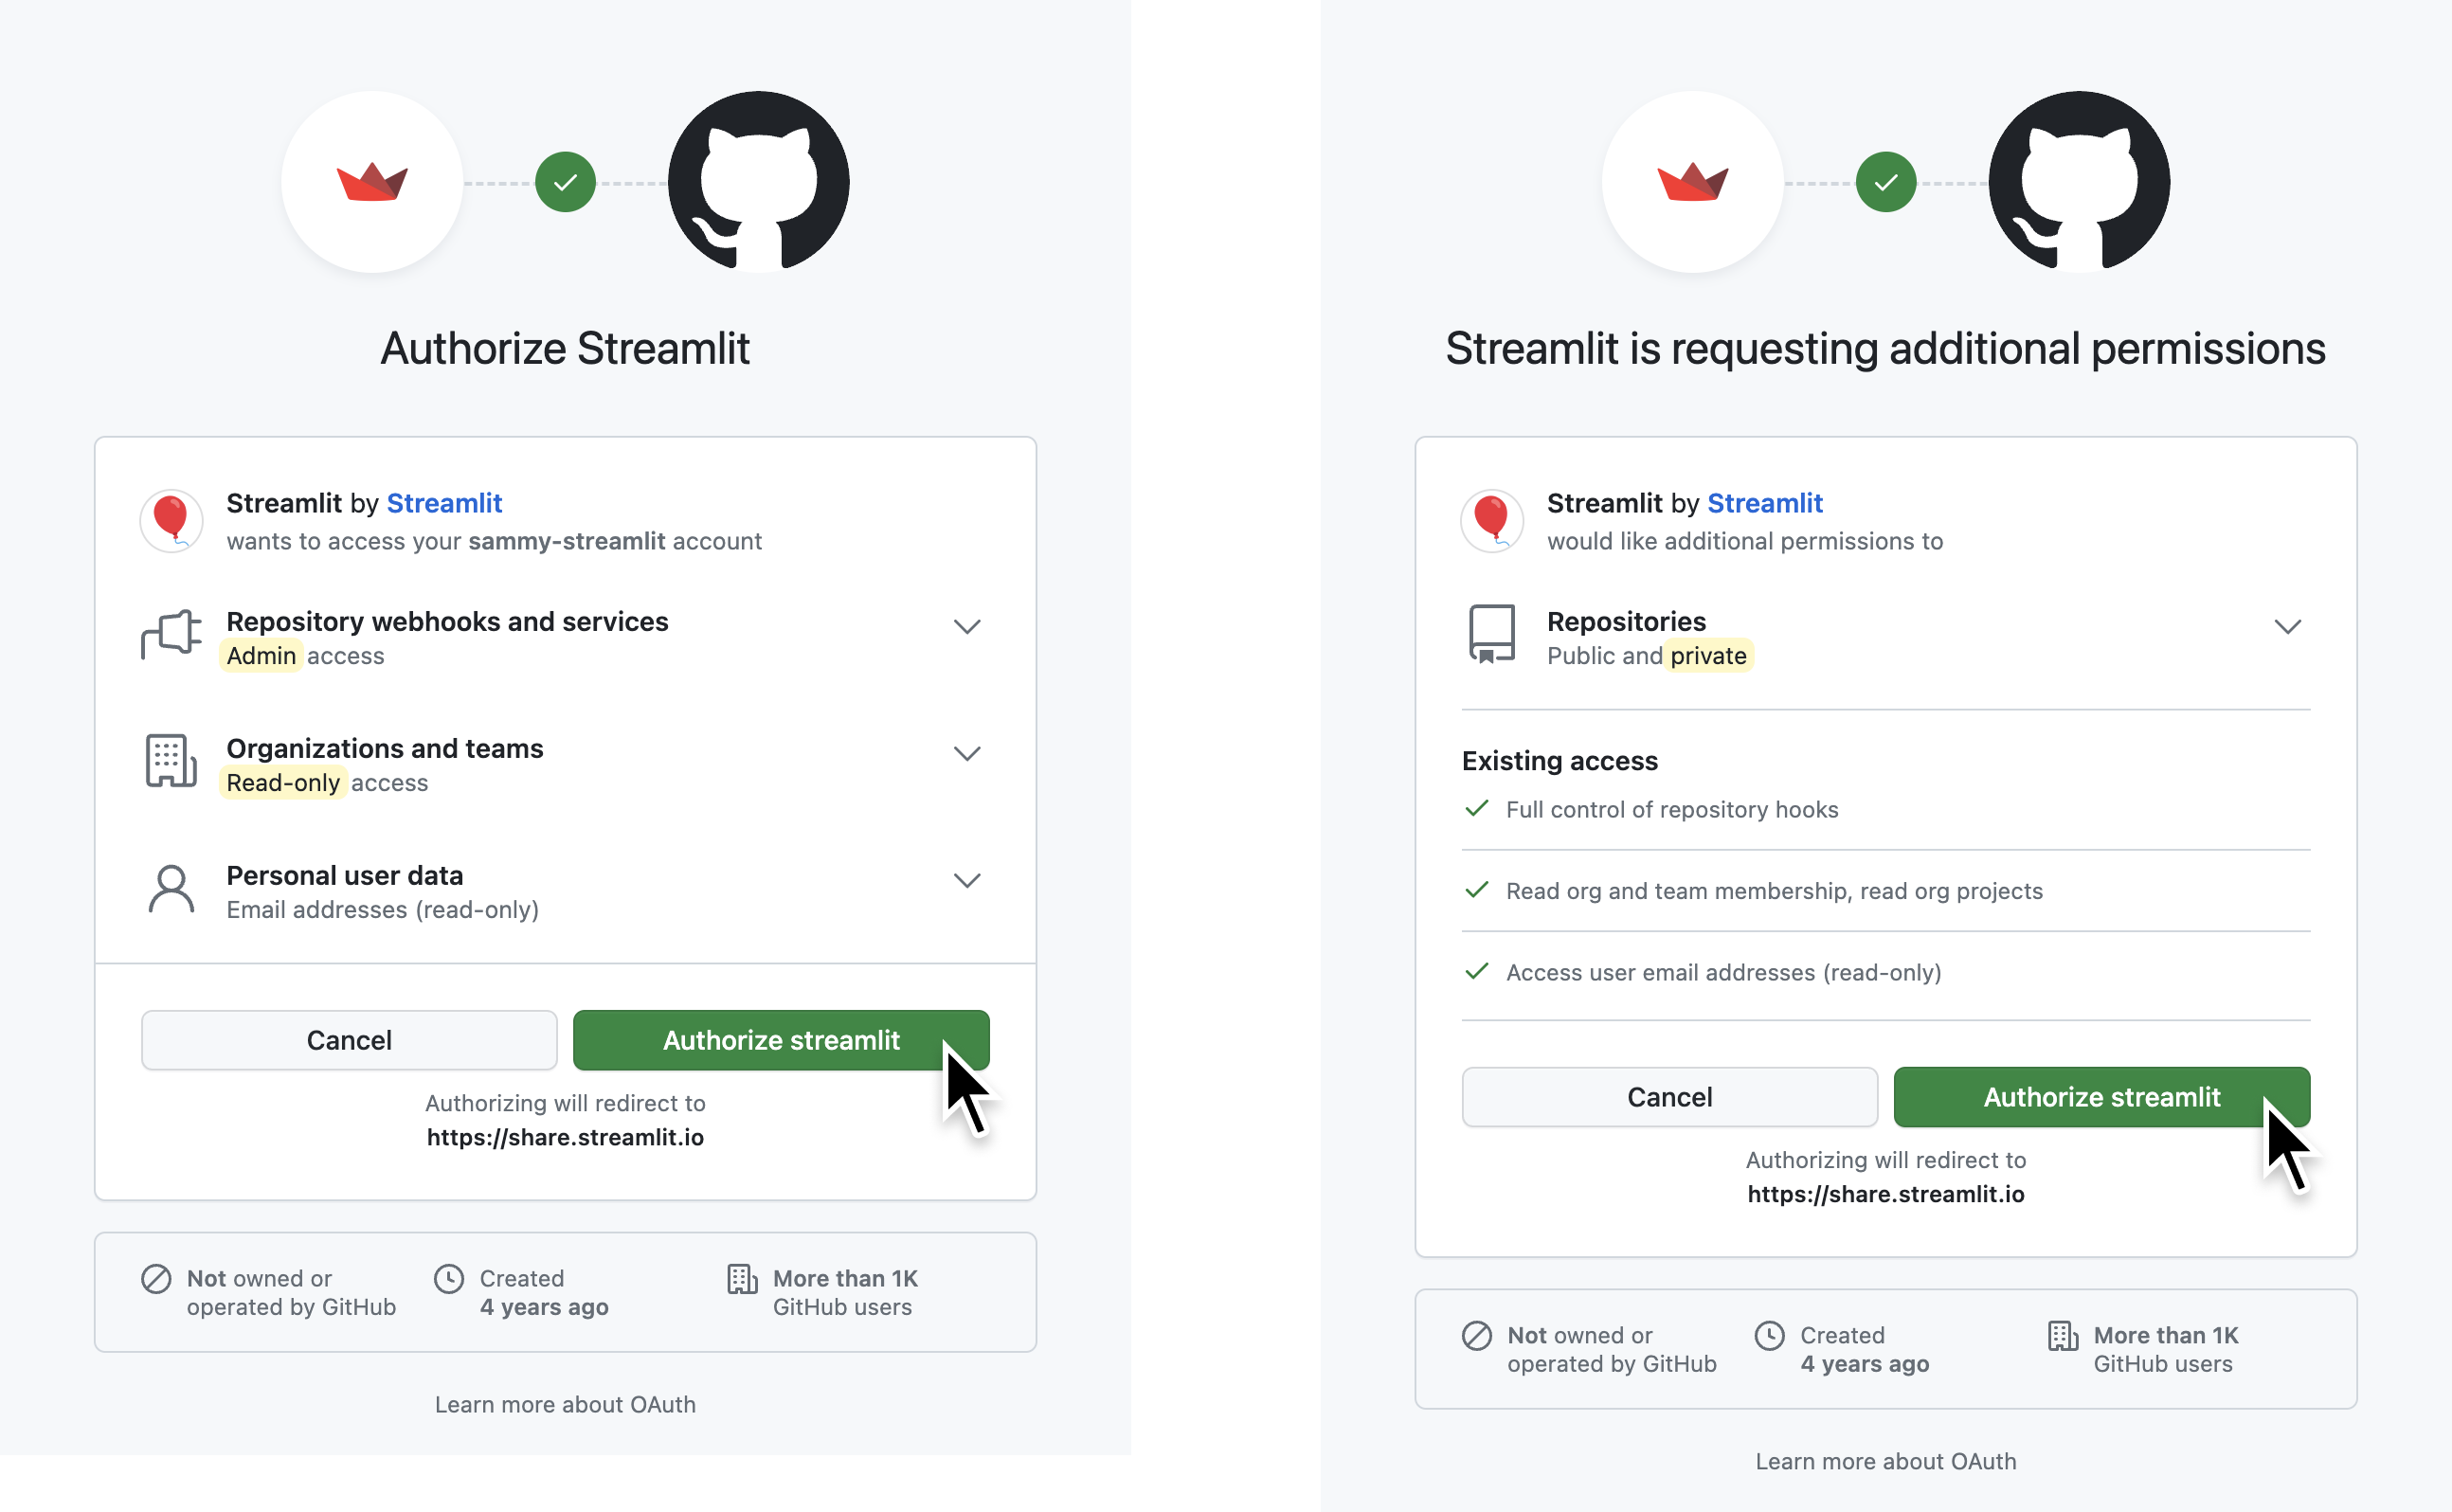 Authorize Streamlit
Streamlit by Streamlit
wants to access your sammy-streamlit account
Repository webhooks and services
Admin access
Organizations and teams
Read-only access
Personal user data
Email addresses (read-only)
Cancel
Authorize streamlit
Authorizing will redirect to
https://share.streamlit.io
Not owned or
operated by GitHub
Created
4 years ago
More than 1K
GitHub users
Learn more about OAuth
Streamlit is requesting additional permissions
Streamlit by Streamlit
would like additional permissions to
Repositories
Public and private
Existing access
Full control of repository hooks
Read org and team membership, read org projects
Access user email addresses (read-only)
Cancel
Authorize streamlit
Authorizing will redirect to
https://share.streamlit.io
Not owned or
operated by GitHub
Created
4 years ago
More than 1K
GitHub users
Learn more about OAuth